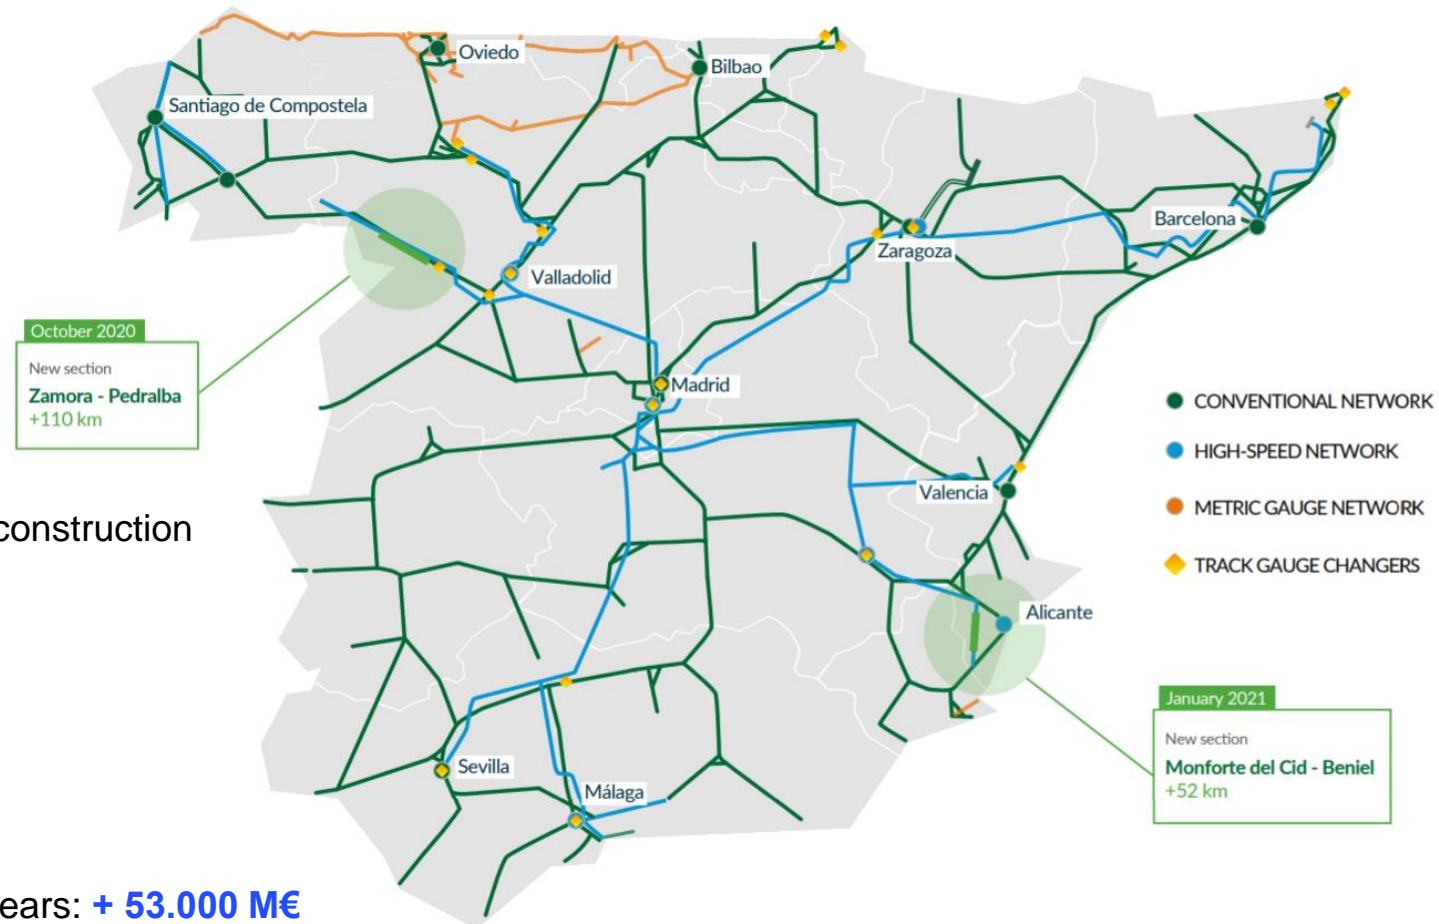 Oviedo
Bilbao
Santiago de Compostela
Barcelona
Zaragoza
Valladolid
October 2020
New section
Zamora - Pedralba
+110 km
Madrid
CONVENTIONAL NETWORK
HIGH-SPEED NETWORK
METRIC GAUGE NETWORK
TRACK GAUGE CHANGERS
Valencia
construction
Alicante
January 2021
New section
Monforte del Cid - Beniel
+52 km
Sevilla
Málaga
ears: + 53.000 M€